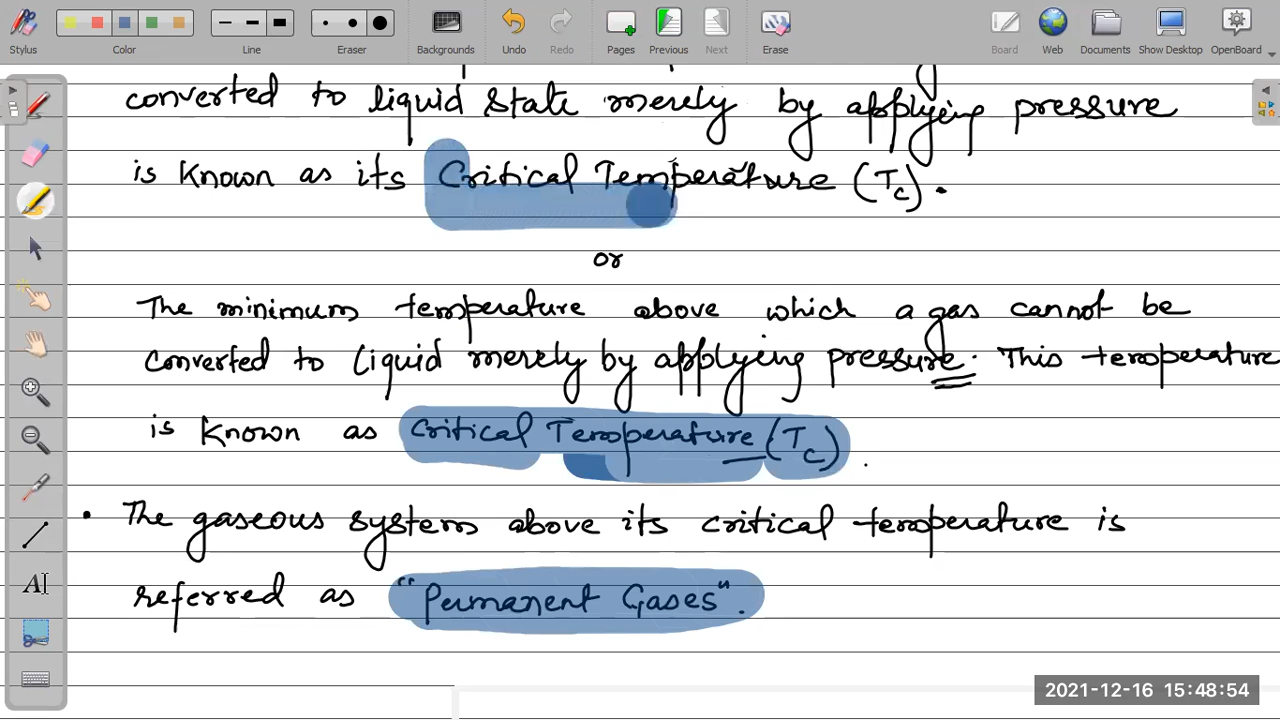 Stylus
Color
Line
Eraser
Backgrounds
Undo
Redo
Pages
Previous
Next
Erase
Board
Web
Documents
Show Desktop
OpenBoard
converted to liquid state merely by applying pressure
is known as its Critical Temperature (Tc).
or
The minimum temperature above which a gas cannot be
converted to liquid merely by applying pressure. This temperature
is known as Critical Temperature (Tc).
• The gaseous system above its critical temperature is
referred as "Permanent Gases".
2021-12-16 15:48:54